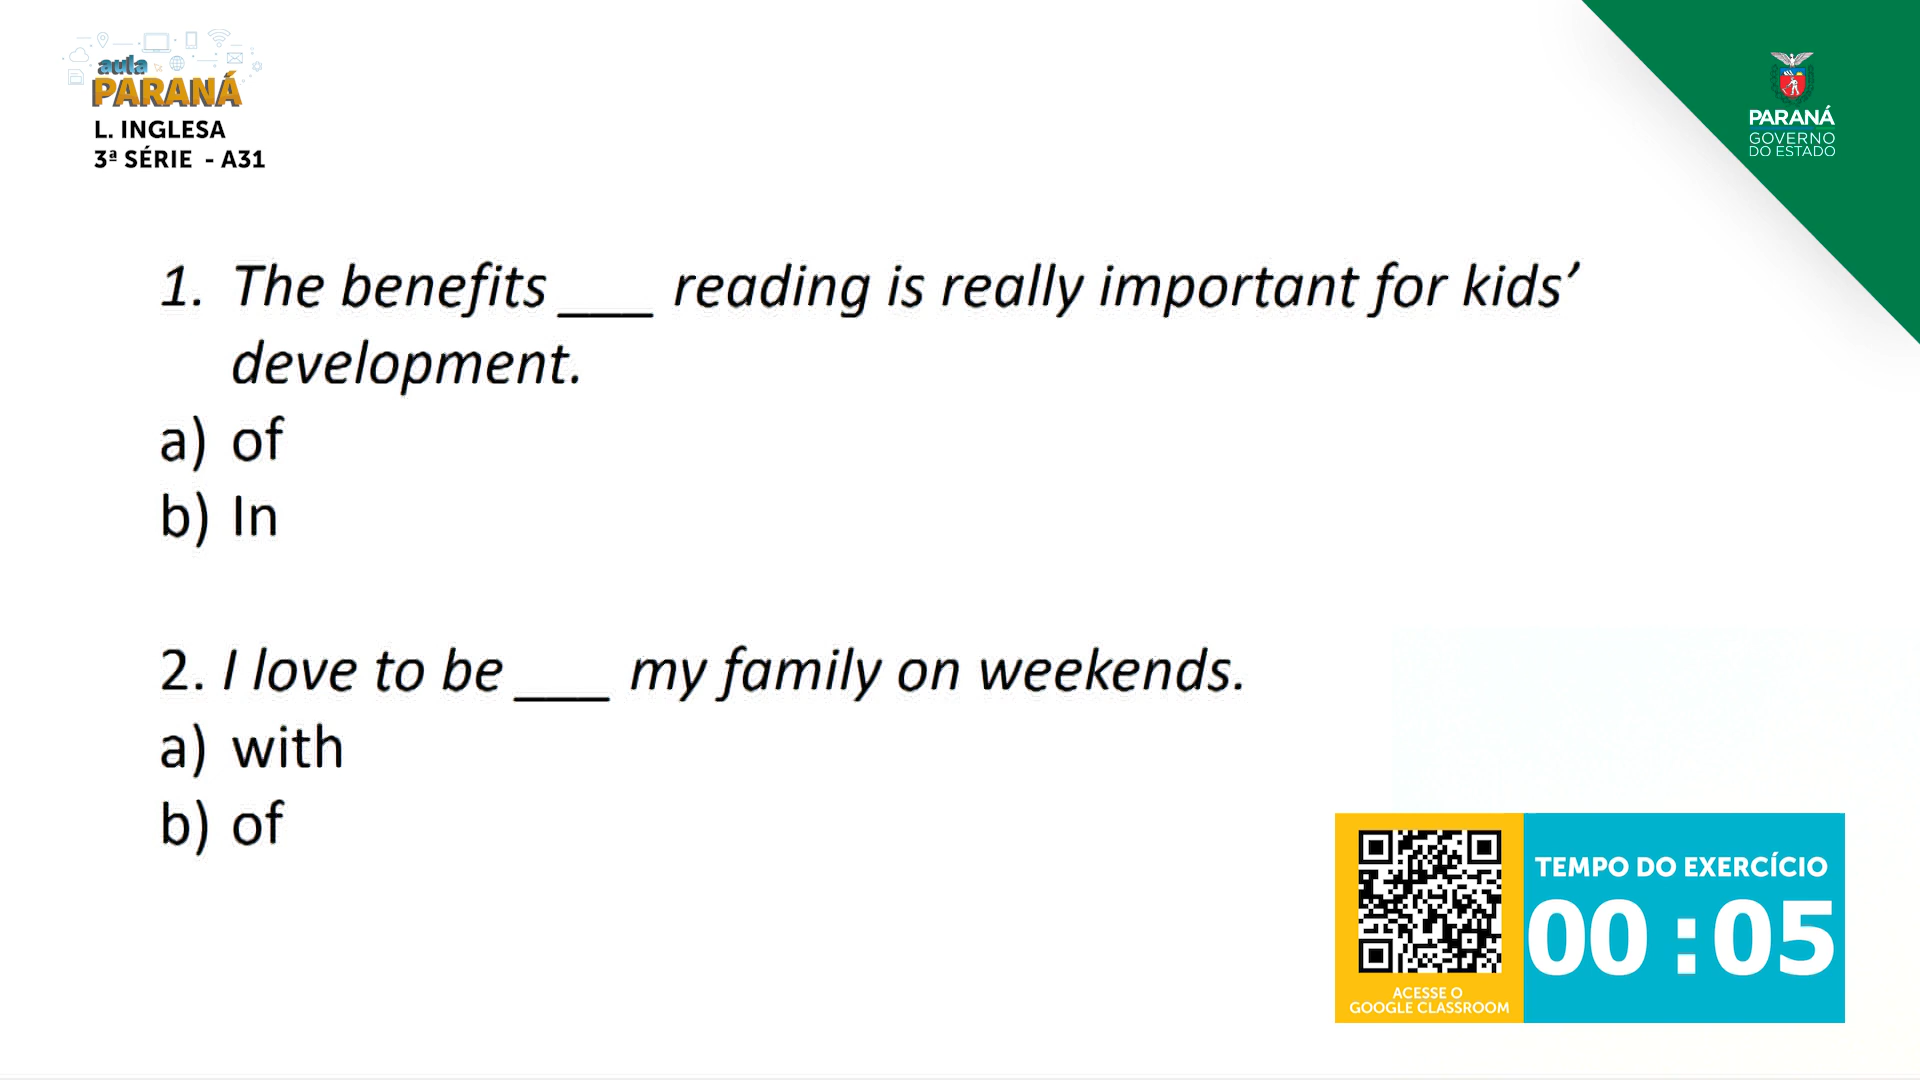 aula
PARANÁ
L. INGLESA
3ª SÉRIE - A31
PARANÁ
GOVERNO
DO ESTADO
1. The benefits ___ reading is really important for kids’
development.
a) of
b) In
2. I love to be ___ my family on weekends.
a) with
b) of
TEMPO DO EXERCÍCIO
00 :05
ACESSE O
GOOGLE CLASSROOM